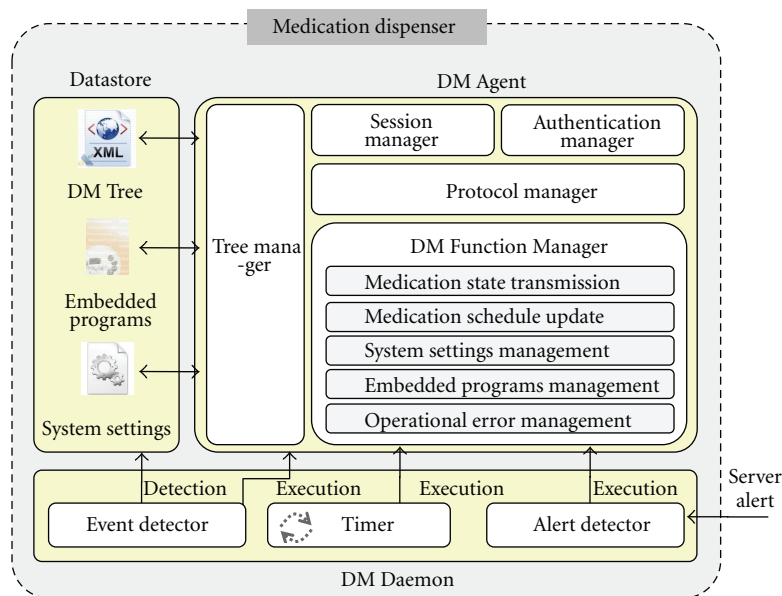 Medication dispenser
Datastore
DM Agent
XML
DM Tree
Embedded
programs
System settings
Tree mana
-ger
Session
manager
Authentication
manager
Protocol manager
DM Function Manager
Medication state transmission
Medication schedule update
System settings management
Embedded programs management
Operational error management
Detection
Execution
Execution
Execution
Server
alert
Event detector
Timer
Alert detector
DM Daemon